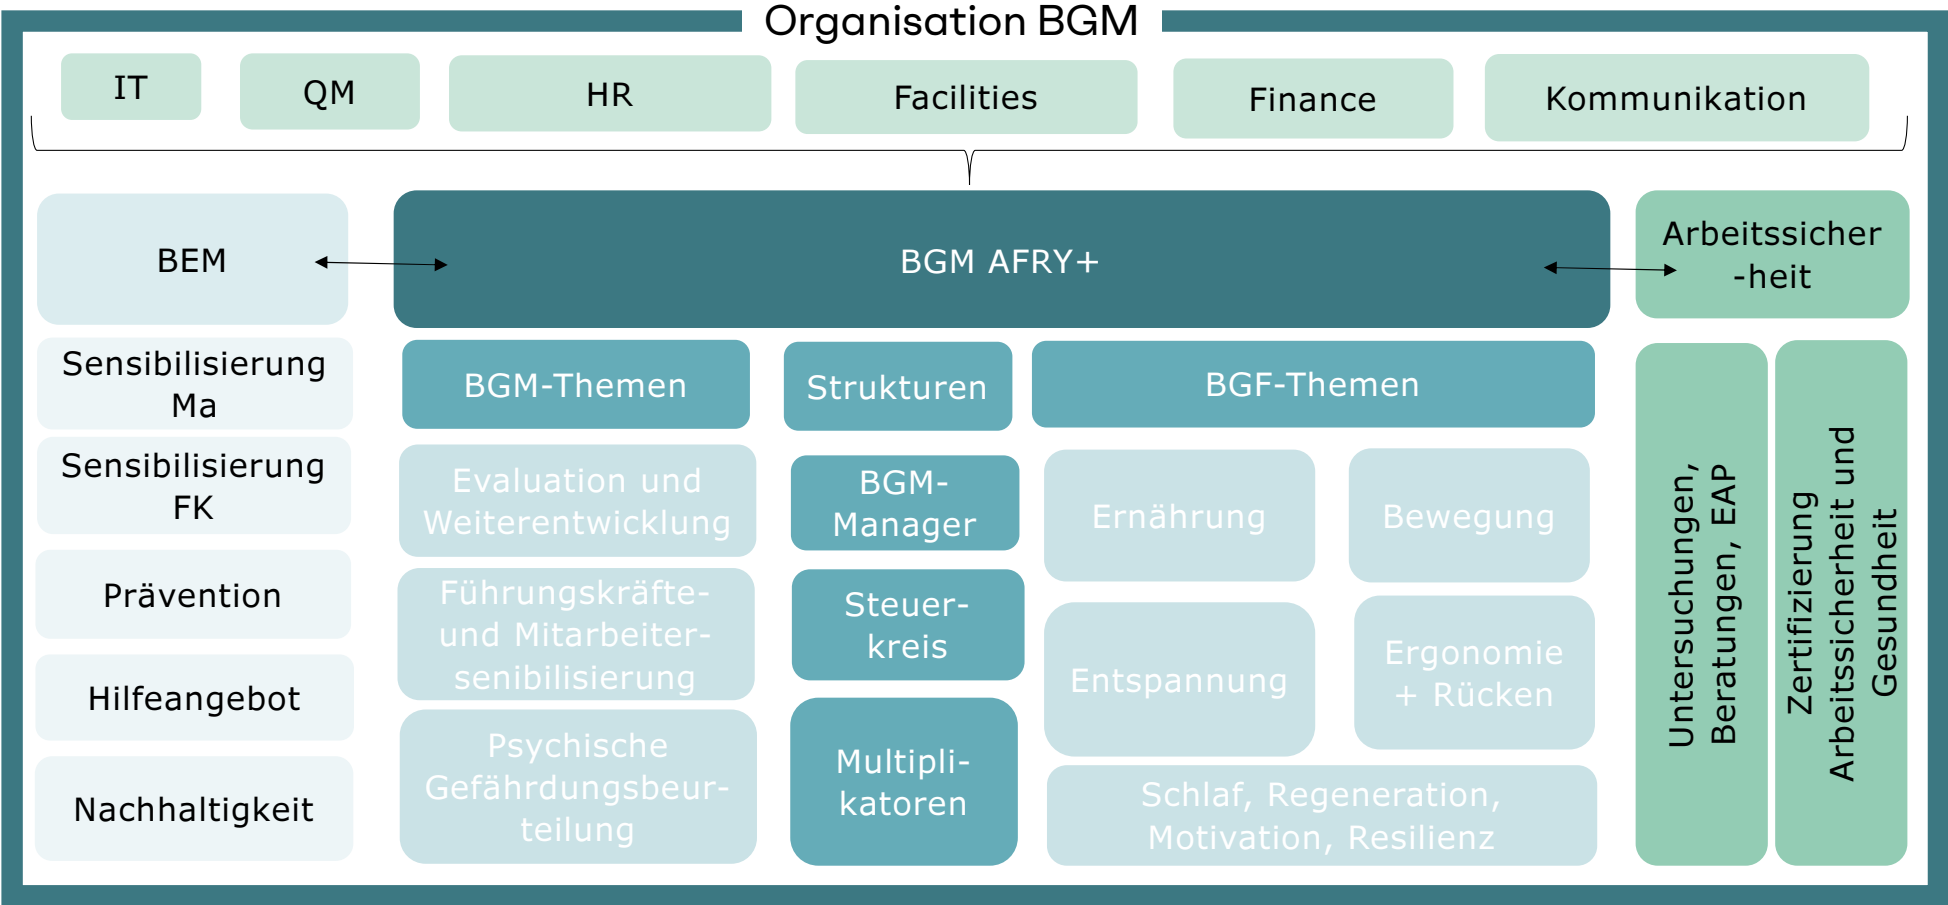 Organisation BGM
IT
QM
HR
Facilities
Finance
Kommunikation
BEM
BGM AFRY+
Arbeitssicher
-heit
Sensibilisierung
Ma
Sensibilisierung
FK
Prävention
Hilfeangebot
Nachhaltigkeit
BGM-Themen
Evaluation und
Weiterentwicklung
Führungskräfte-
und Mitarbeiter-
senibilisierung
Psychische
Gefährdungsbeur-
teilung
Strukturen
BGM-
Manager
Steuer-
kreis
Multipli-
katoren
BGF-Themen
Ernährung
Bewegung
Entspannung
Ergonomie
+ Rücken
Schlaf, Regeneration,
Motivation, Resilienz
Untersuchungen,
Beratungen, EAP
Zertifizierung
Arbeitssicherheit und
Gesundheit